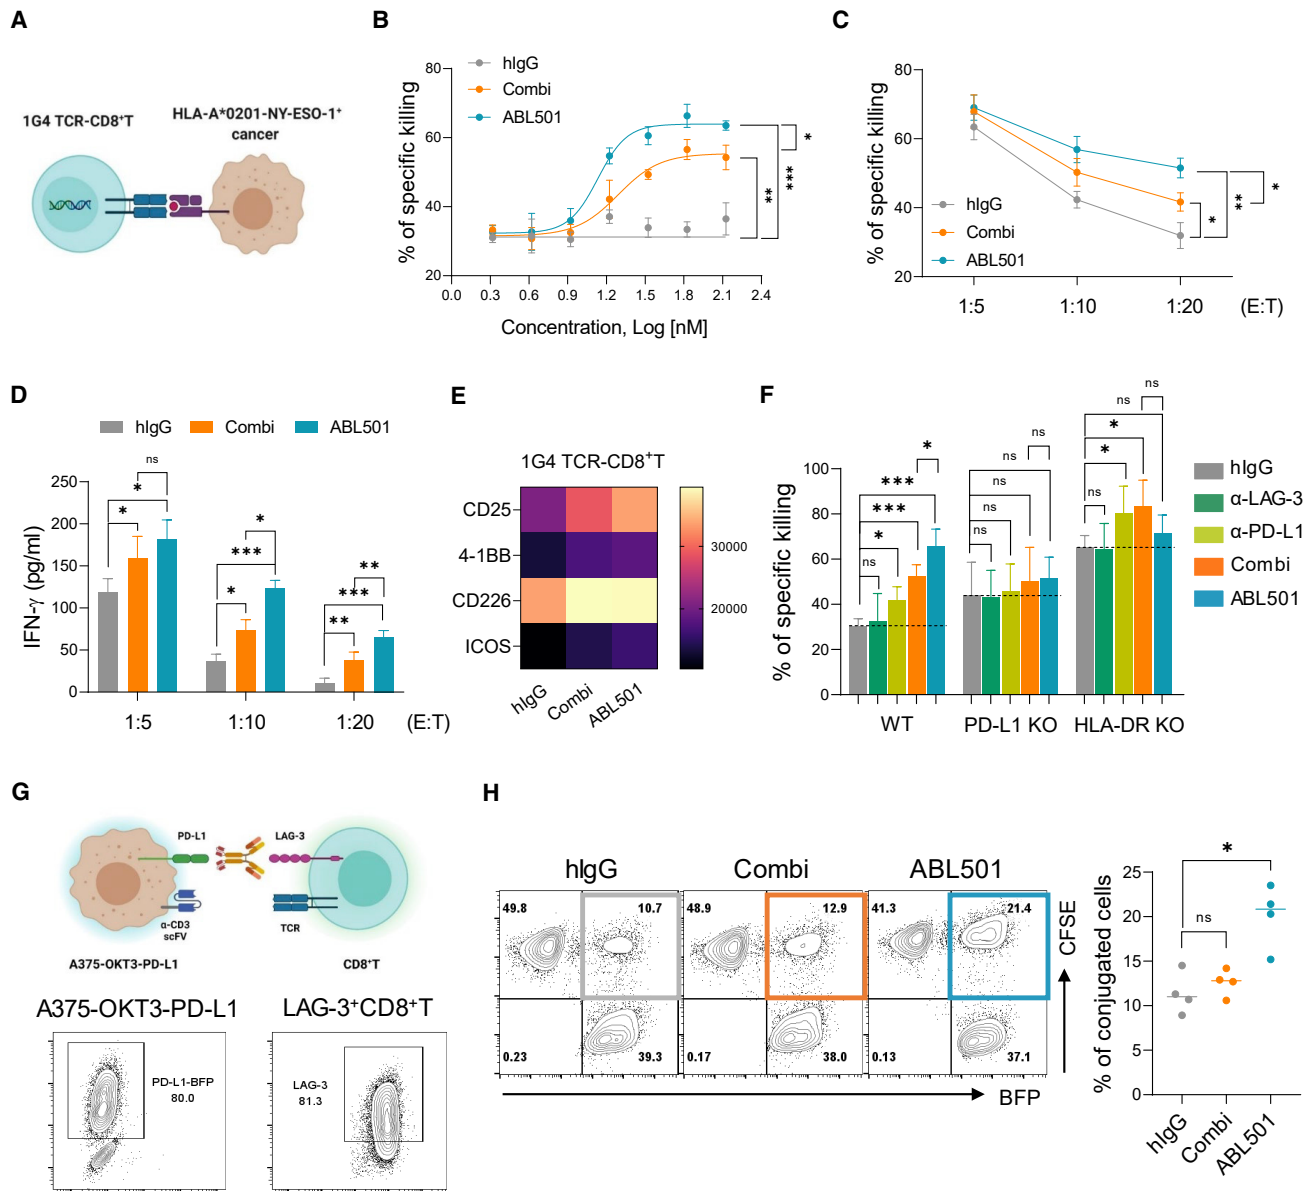 A
1G4 TCR-CD8⁺T
HLA-A*0201-NY-ESO-1⁺
cancer
B
hIgG
Combi
ABL501
% of specific killing
80
60
40
20
0.0 0.3 0.6 0.9 1.2 1.5 1.8 2.1 2.4
Concentration, Log [nM]
*
**
***
C
% of specific killing
80
60
40
20
hIgG
Combi
ABL501
1:5 1:10 1:20 (E:T)
*
**
*
D
hIgG Combi ABL501
IFN-γ (pg/ml)
250
200
150
100
50
0
ns
*
*
*
***
*
**
***
**
1:5 1:10 1:20 (E:T)
E
1G4 TCR-CD8⁺T
CD25
4-1BB
CD226
ICOS
30000
20000
hIgG Combi ABL501
F
% of specific killing
100
80
60
40
20
0
*
***
***
*
ns
ns
ns
ns
ns
ns
ns
ns
*
*
ns
WT PD-L1 KO HLA-DR KO
hIgG
α-LAG-3
α-PD-L1
Combi
ABL501
G
PD-L1 LAG-3
α-CD3
scFV
TCR
A375-OKT3-PD-L1 CD8⁺T
A375-OKT3-PD-L1 LAG-3⁺CD8⁺T
PD-L1-BFP
80.0
LAG-3
81.3
H
hIgG Combi ABL501
49.8 10.7 48.9 12.9 41.3 21.4
0.23 39.3 0.17 38.0 0.13 37.1
CFSE
BFP
% of conjugated cells
25
20
15
10
5
0
*
ns
hIgG Combi ABL501